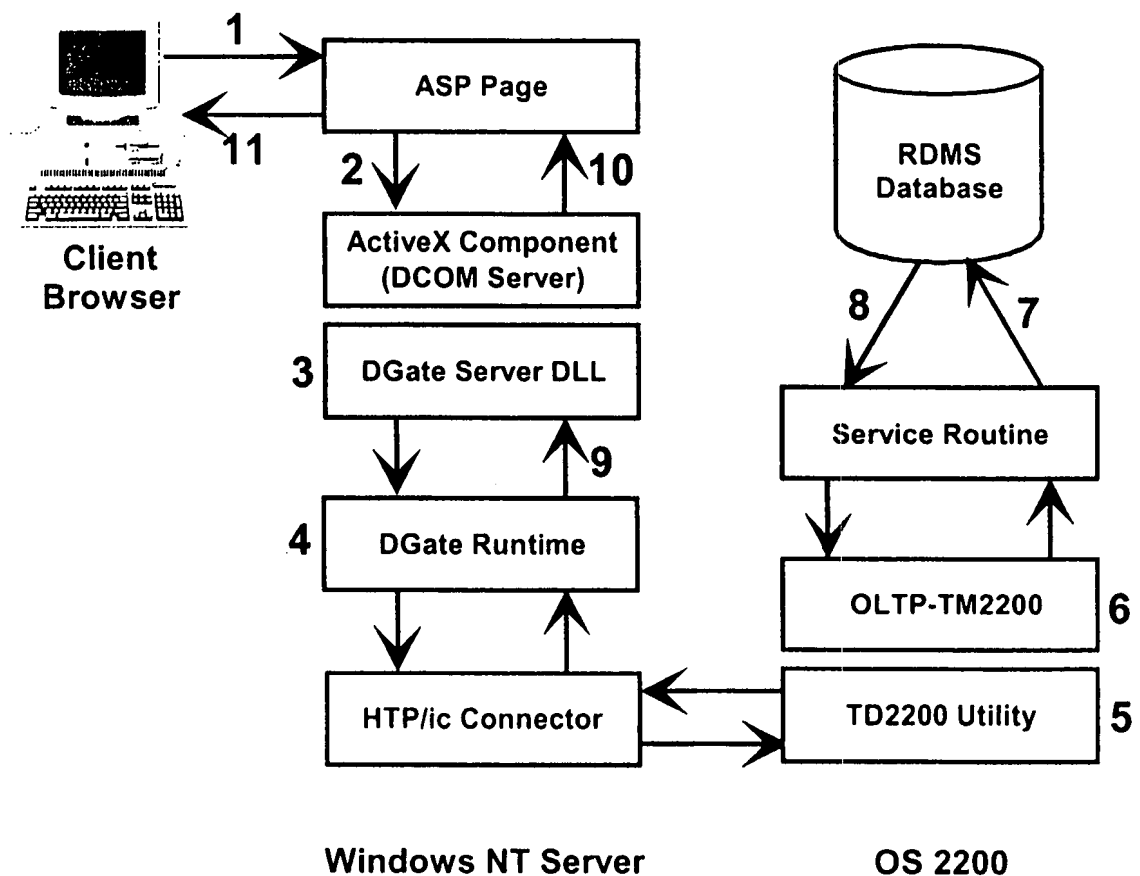 1
ASP Page
11
2
10
RDMS
Database
Client
Browser
ActiveX Component
(DCOM Server)
8
7
3
DGate Server DLL
Service Routine
9
4
DGate Runtime
OLTP-TM2200
6
HTP/ic Connector
TD2200 Utility
5
Windows NT Server
OS 2200